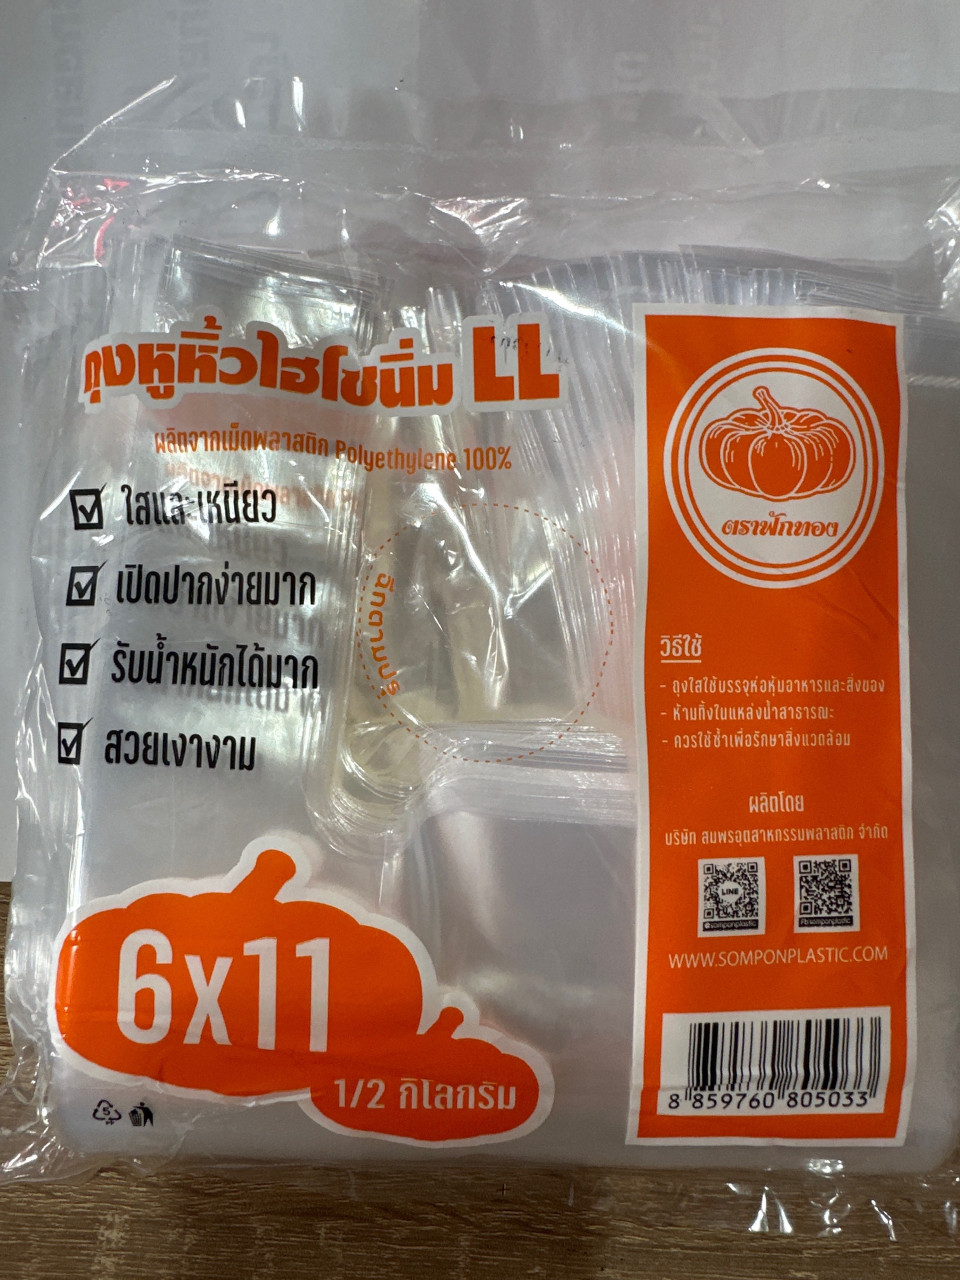 ถุงหูหิ้วไฮโซนิ่ม LL
ผลิตจากเม็ดพลาสติก Polyethylene 100%
ใสและเหนียว
เปิดปากง่ายมาก
รับน้ำหนักได้มาก
สวยเงางาม
ฉีกตามปรุ
6x11
1/2 กิโลกรัม
5
ตราฟักทอง
วิธีใช้
- ถุงใสใช้บรรจุห่อหุ้มอาหารและสิ่งของ
- ห้ามทิ้งในแหล่งน้ำสาธารณะ
- ควรใช้ซ้ำเพื่อรักษาสิ่งแวดล้อม
ผลิตโดย
บริษัท สมพรอุตสาหกรรมพลาสติก จำกัด
LINE
@somponplastic
WWW.SOMPONPLASTIC.COM
8 859760 805033